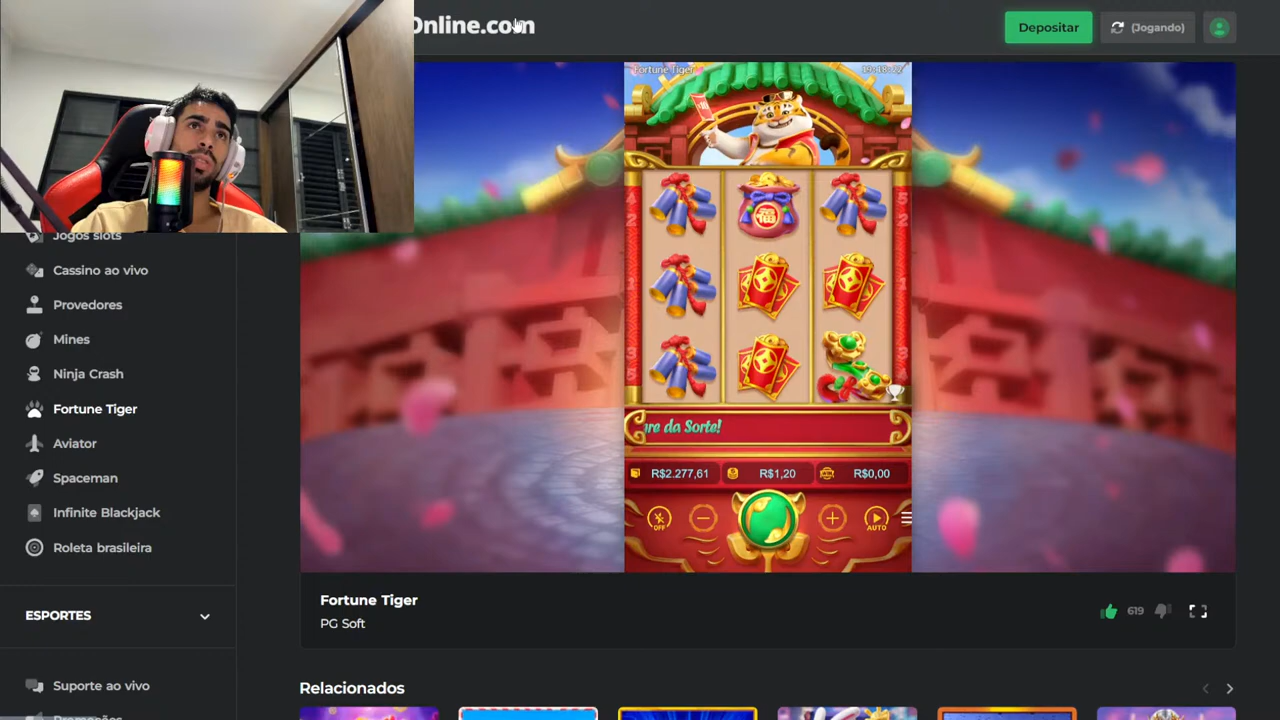 Online.com
Depositar
(Jogando)
Fortune Tiger
Jogos slots
Cassino ao vivo
Provedores
Mines
Ninja Crash
Fortune Tiger
Aviator
Spaceman
Infinite Blackjack
Roleta brasileira
ESPORTES
Suporte ao vivo
Promoções
re da Sorte!
R$2.277,61
R$1,20
R$0,00
OFF
AUTO
Fortune Tiger
PG Soft
619
Relacionados